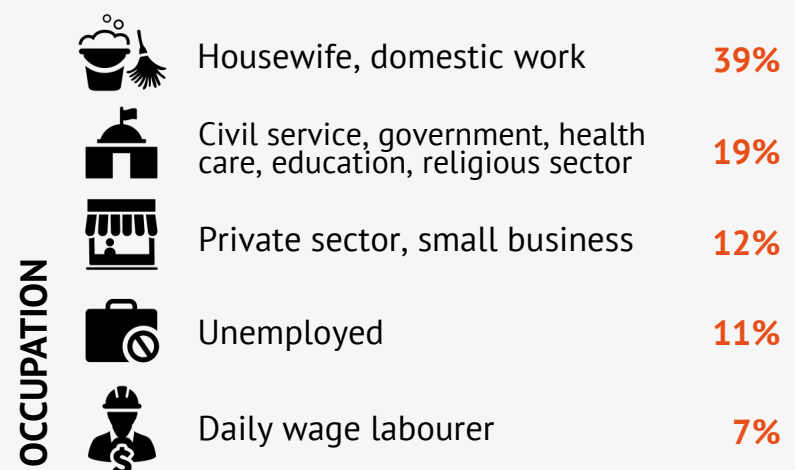 OCCUPATION
Housewife, domestic work 39%
Civil service, government, health
care, education, religious sector 19%
Private sector, small business 12%
Unemployed 11%
Daily wage labourer 7%
$